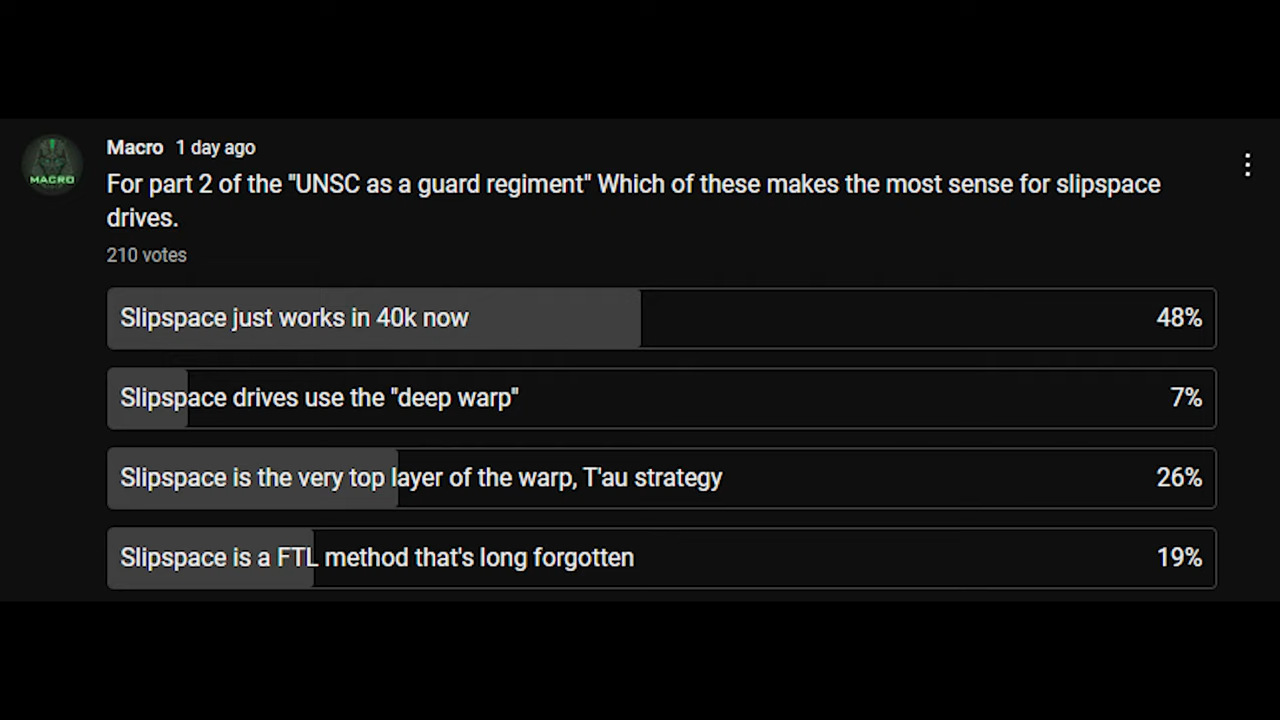 MACRO
Macro 1 day ago
For part 2 of the "UNSC as a guard regiment" Which of these makes the most sense for slipspace
drives.
210 votes
Slipspace just works in 40k now 48%
Slipspace drives use the "deep warp" 7%
Slipspace is the very top layer of the warp, T'au strategy 26%
Slipspace is a FTL method that's long forgotten 19%